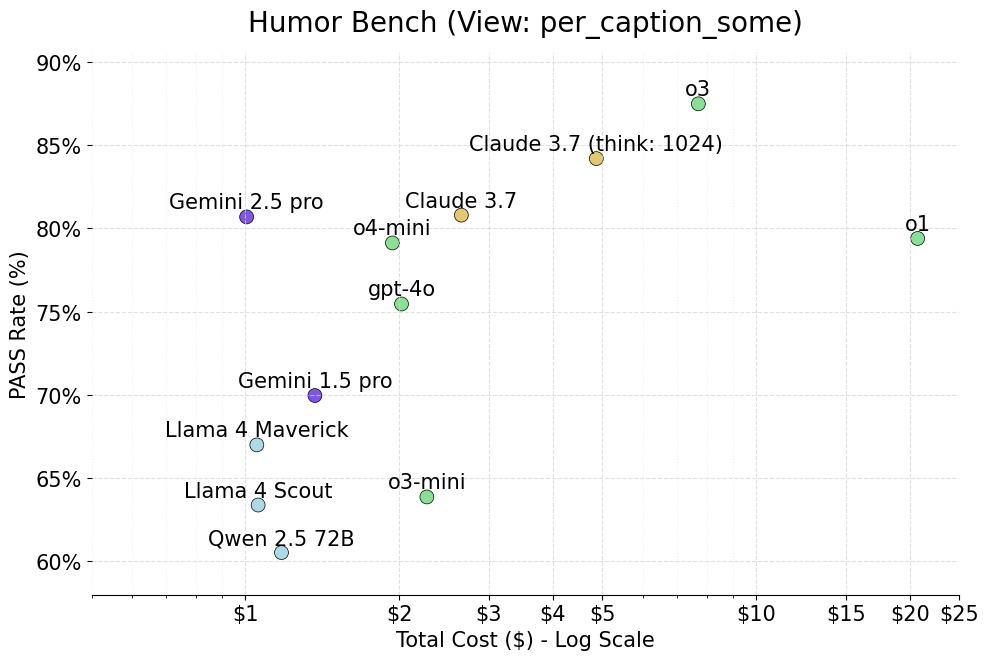 Humor Bench (View: per_caption_some)
90%
o3
85%
Claude 3.7 (think: 1024)
Gemini 2.5 pro
Claude 3.7
80%
o4-mini
o1
gpt-4o
75%
Gemini 1.5 pro
70%
Llama 4 Maverick
65%
Llama 4 Scout
o3-mini
Qwen 2.5 72B
60%
PASS Rate (%)
$1 $2 $3 $4 $5 $10 $15 $20 $25
Total Cost ($) - Log Scale